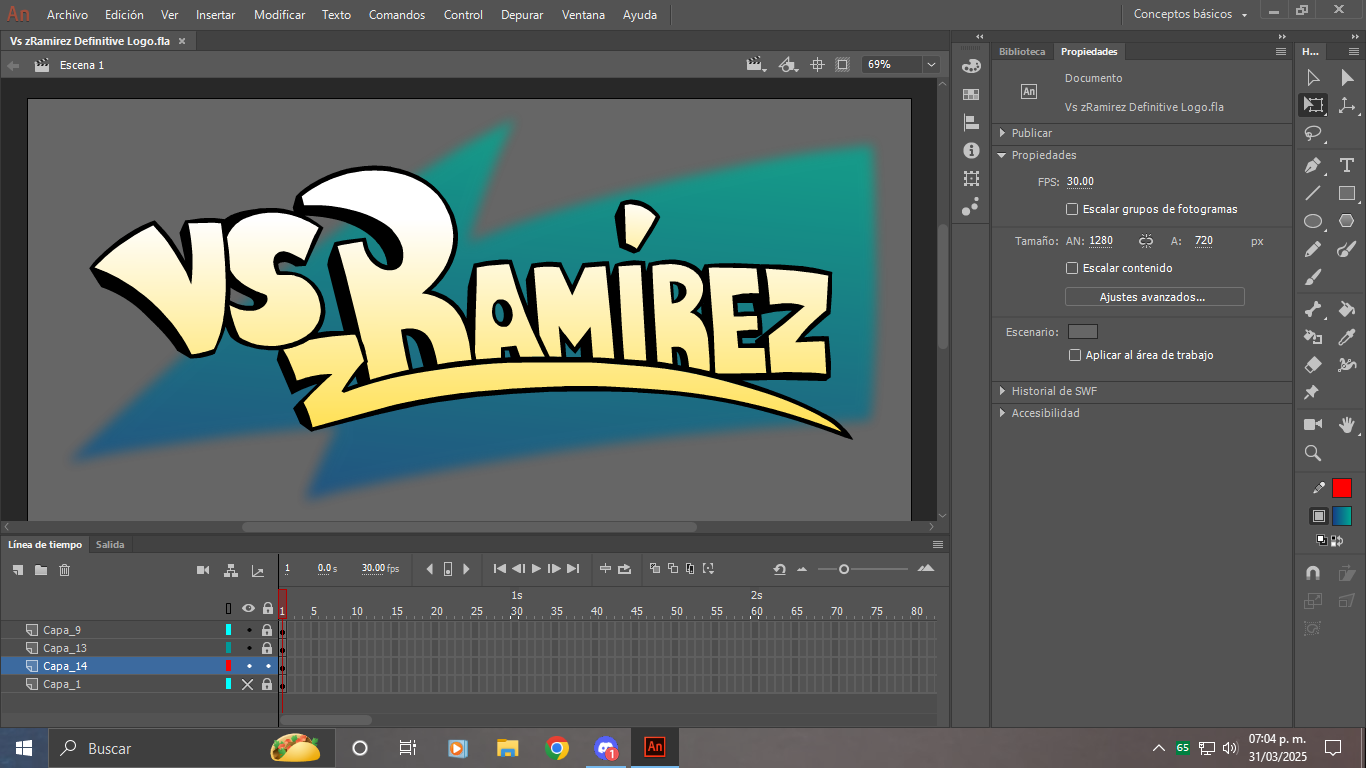 An Archivo Edición Ver Insertar Modificar Texto Comandos Control Depurar Ventana Ayuda Conceptos básicos
Vs zRamirez Definitive Logo.fla ×
Escena 1 69%
Biblioteca Propiedades H...
An Documento
Vs zRamirez Definitive Logo.fla
Publicar
Propiedades
FPS: 30.00
Escalar grupos de fotogramas
Tamaño: AN: 1280 A: 720 px
Escalar contenido
Ajustes avanzados...
Escenario:
Aplicar al área de trabajo
Historial de SWF
Accesibilidad
VS zRAMÍREZ
Línea de tiempo Salida
1 0.0 s 30.00 fps
1s 2s
1 5 10 15 20 25 30 35 40 45 50 55 60 65 70 75 80
Capa_9
Capa_13
Capa_14
Capa_1
Buscar 1 An 65 07:04 p. m.
31/03/2025